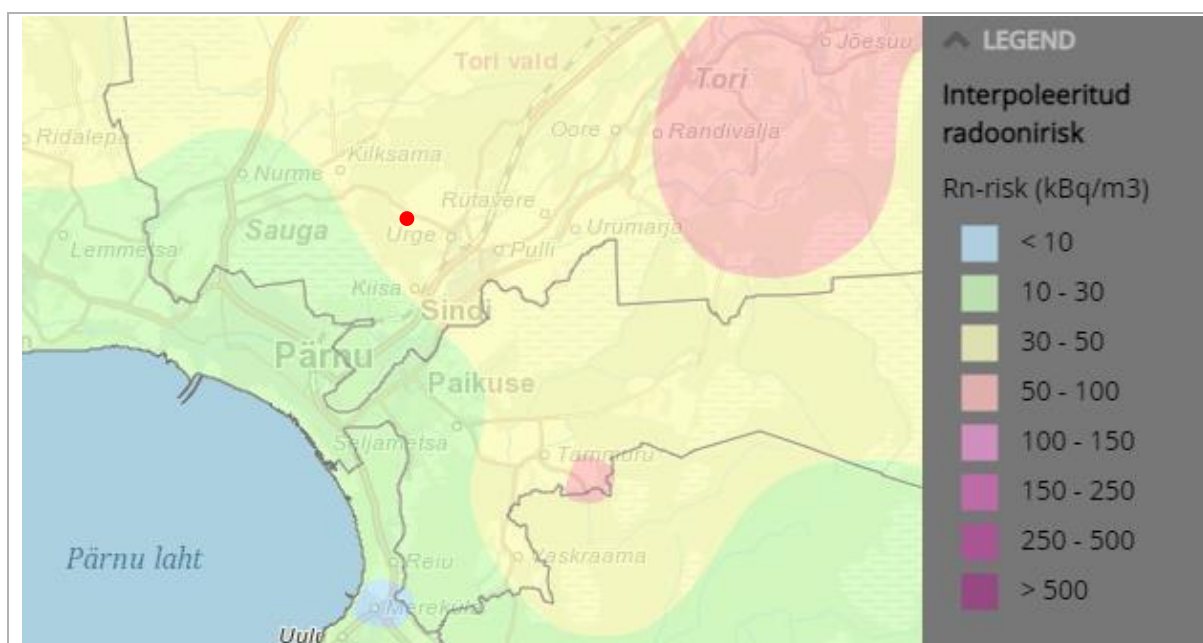 Jõesuu
LEGEND
Tori vald
Tori
Interpoleeritud
radoonirisk
Ridalepa
Oore
Randivälja
Kilksama
Nurme
Rn-risk (kBq/m3)
Rütavere
Sauga
Urge
Urumarja
< 10
Lemmetsa
Pulli
Kiisa
10 - 30
Sindi
30 - 50
Pärnu
Paikuse
50 - 100
Seljametsa
100 - 150
Tammuru
150 - 250
250 - 500
Pärnu laht
Vaskraama
Reiu
> 500
Mereküla